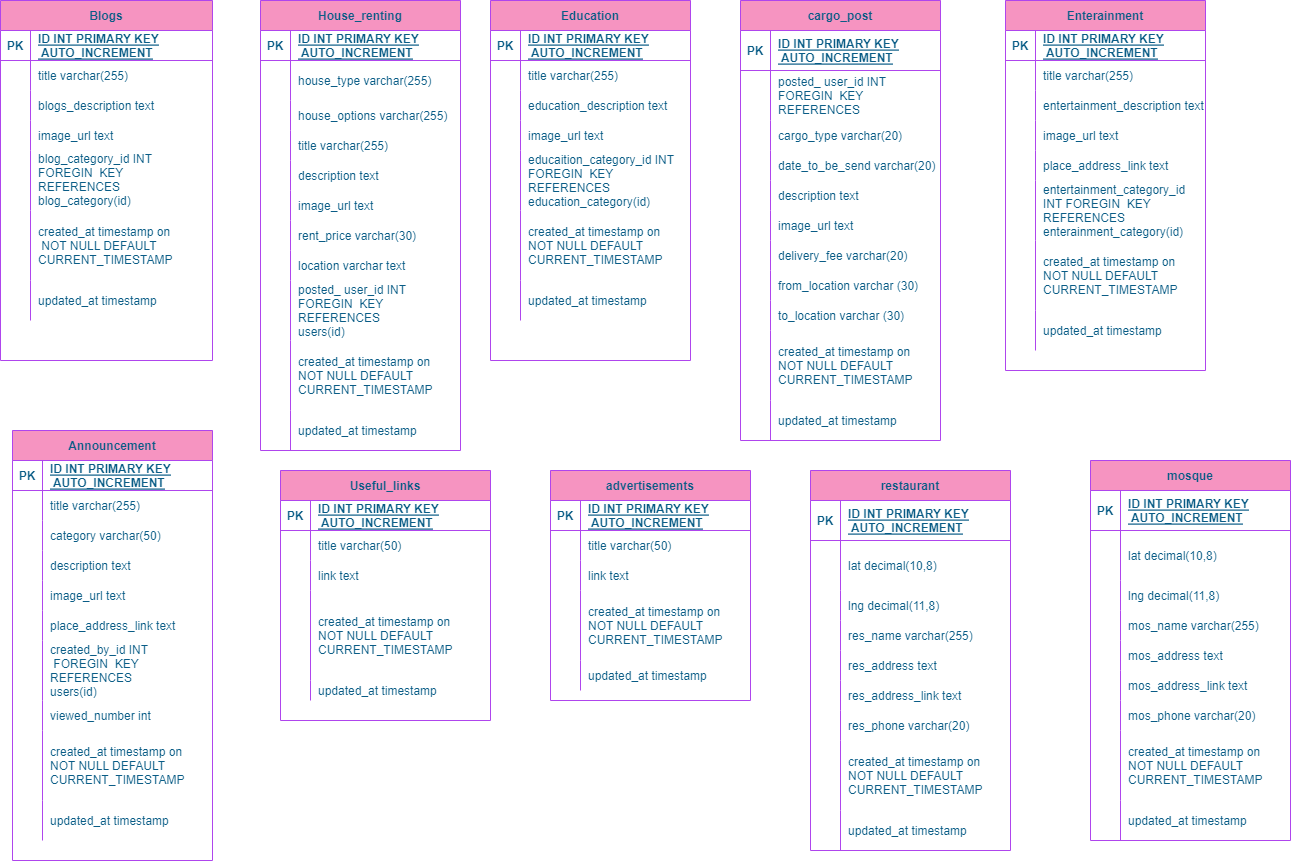 Blogs
PK
ID INT PRIMARY KEY
AUTO_INCREMENT
title varchar(255)
blogs_description text
image_url text
blog_category_id INT
FOREGIN KEY
REFERENCES
blog_category(id)
created_at timestamp on
NOT NULL DEFAULT
CURRENT_TIMESTAMP
updated_at timestamp
House_renting
PK
ID INT PRIMARY KEY
AUTO_INCREMENT
house_type varchar(255)
house_options varchar(255)
title varchar(255)
description text
image_url text
rent_price varchar(30)
location varchar text
posted_ user_id INT
FOREGIN KEY
REFERENCES
users(id)
created_at timestamp on
NOT NULL DEFAULT
CURRENT_TIMESTAMP
updated_at timestamp
Education
PK
ID INT PRIMARY KEY
AUTO_INCREMENT
title varchar(255)
education_description text
image_url text
educaition_category_id INT
FOREGIN KEY
REFERENCES
education_category(id)
created_at timestamp on
NOT NULL DEFAULT
CURRENT_TIMESTAMP
updated_at timestamp
cargo_post
PK
ID INT PRIMARY KEY
AUTO_INCREMENT
posted_ user_id INT
FOREGIN KEY
REFERENCES
cargo_type varchar(20)
date_to_be_send varchar(20)
description text
image_url text
delivery_fee varchar(20)
from_location varchar (30)
to_location varchar (30)
created_at timestamp on
NOT NULL DEFAULT
CURRENT_TIMESTAMP
updated_at timestamp
Enterainment
PK
ID INT PRIMARY KEY
AUTO_INCREMENT
title varchar(255)
entertainment_description text
image_url text
place_address_link text
entertainment_category_id
INT FOREGIN KEY
REFERENCES
enterainment_category(id)
created_at timestamp on
NOT NULL DEFAULT
CURRENT_TIMESTAMP
updated_at timestamp
Announcement
PK
ID INT PRIMARY KEY
AUTO_INCREMENT
title varchar(255)
category varchar(50)
description text
image_url text
place_address_link text
created_by_id INT
FOREGIN KEY
REFERENCES
users(id)
viewed_number int
created_at timestamp on
NOT NULL DEFAULT
CURRENT_TIMESTAMP
updated_at timestamp
Useful_links
PK
ID INT PRIMARY KEY
AUTO_INCREMENT
title varchar(50)
link text
created_at timestamp on
NOT NULL DEFAULT
CURRENT_TIMESTAMP
updated_at timestamp
advertisements
PK
ID INT PRIMARY KEY
AUTO_INCREMENT
title varchar(50)
link text
created_at timestamp on
NOT NULL DEFAULT
CURRENT_TIMESTAMP
updated_at timestamp
restaurant
PK
ID INT PRIMARY KEY
AUTO_INCREMENT
lat decimal(10,8)
lng decimal(11,8)
res_name varchar(255)
res_address text
res_address_link text
res_phone varchar(20)
created_at timestamp on
NOT NULL DEFAULT
CURRENT_TIMESTAMP
updated_at timestamp
mosque
PK
ID INT PRIMARY KEY
AUTO_INCREMENT
lat decimal(10,8)
lng decimal(11,8)
mos_name varchar(255)
mos_address text
mos_address_link text
mos_phone varchar(20)
created_at timestamp on
NOT NULL DEFAULT
CURRENT_TIMESTAMP
updated_at timestamp